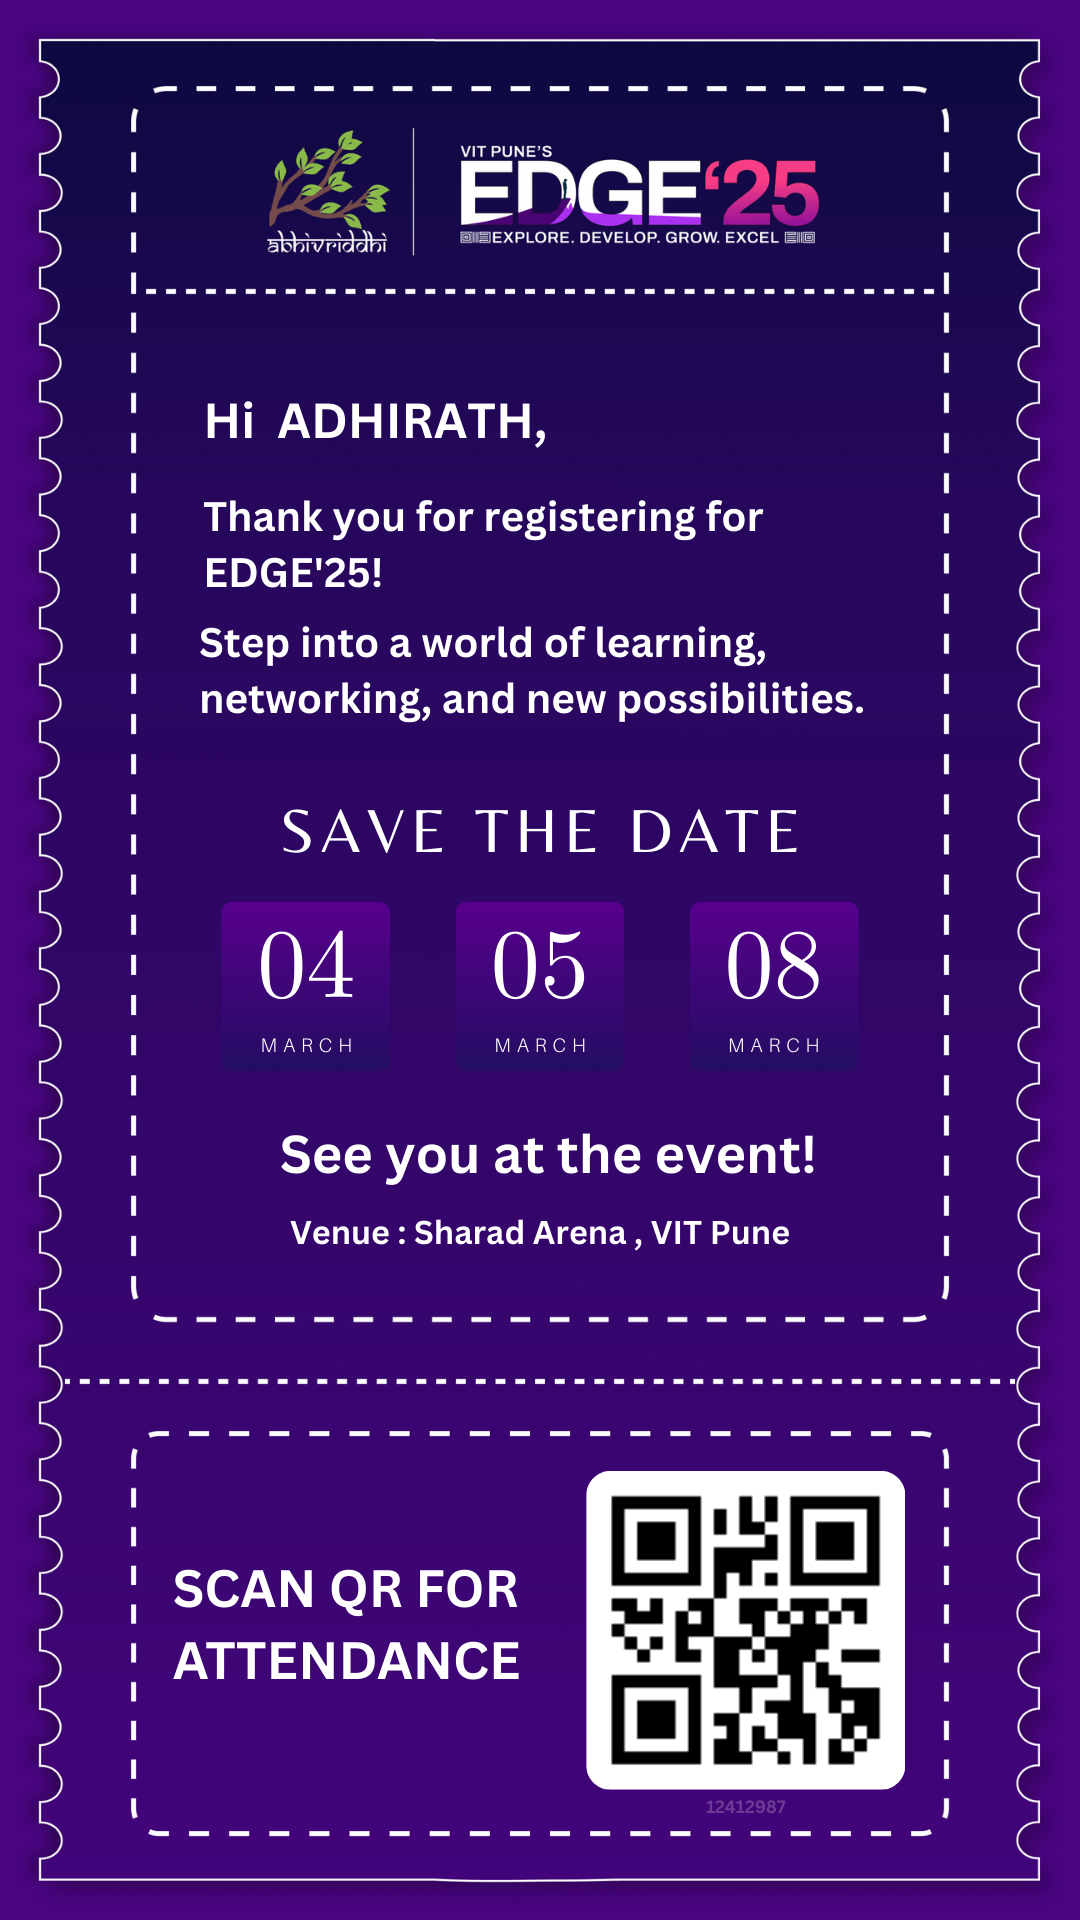 abhivriddhi
VIT PUNE'S
EDGE'25
EXPLORE. DEVELOP. GROW. EXCEL
Hi ADHIRATH,
Thank you for registering for
EDGE'25!
Step into a world of learning,
networking, and new possibilities.
SAVE THE DATE
04 05 08
MARCH MARCH MARCH
See you at the event!
Venue : Sharad Arena , VIT Pune
SCAN QR FOR
ATTENDANCE
12412987